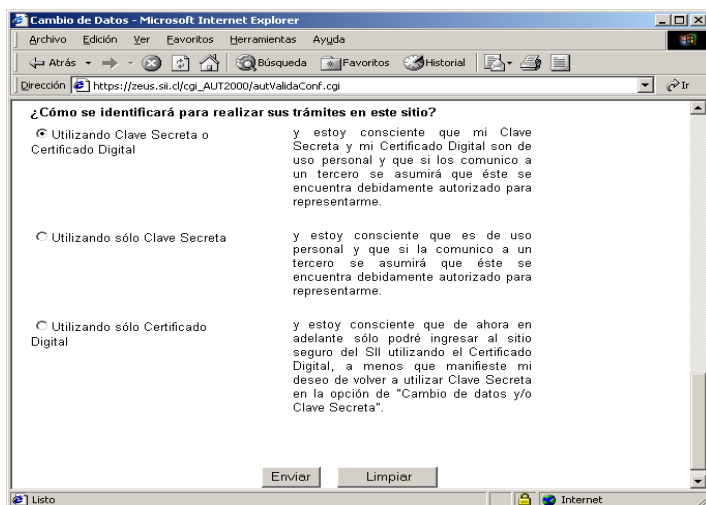 Cambio de Datos - Microsoft Internet Explorer
Archivo Edición Ver Favoritos Herramientas Ayuda
Atrás Búsqueda Favoritos Historial
Dirección https://zeus.sii.cl/cgi_AUT2000/autValidaConf.cgi Ir
¿Cómo se identificará para realizar sus trámites en este sitio?
Utilizando Clave Secreta o
Certificado Digital
y estoy consciente que mi Clave
Secreta y mi Certificado Digital son de
uso personal y que si los comunico a
un tercero se asumirá que éste se
encuentra debidamente autorizado para
representarme.
Utilizando sólo Clave Secreta
y estoy consciente que es de uso
personal y que si la comunico a un
tercero se asumirá que éste se
encuentra debidamente autorizado para
representarme.
Utilizando sólo Certificado
Digital
y estoy consciente que de ahora en
adelante sólo podré ingresar al sitio
seguro del SII utilizando el Certificado
Digital, a menos que manifieste mi
deseo de volver a utilizar Clave Secreta
en la opción de "Cambio de datos y/o
Clave Secreta".
Enviar Limpiar
Listo Internet